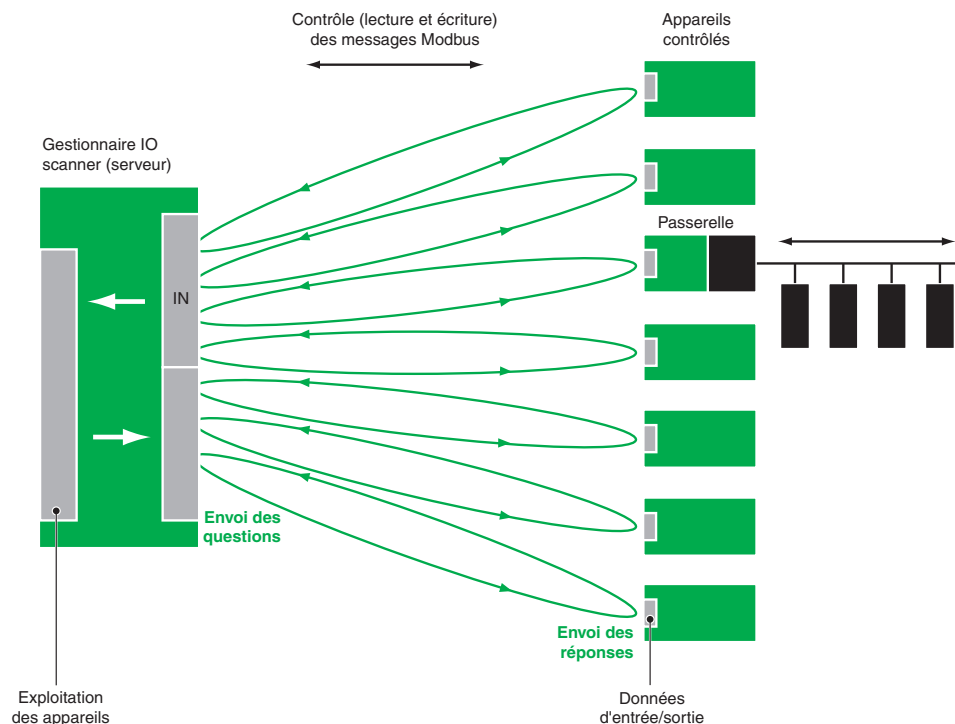 Contrôle (lecture et écriture)
des messages Modbus
Appareils
contrôlés
Gestionnaire IO
scanner (serveur)
Passerelle
IN
Envoi des
questions
Envoi des
réponses
Exploitation
des appareils
Données
d'entrée/sortie